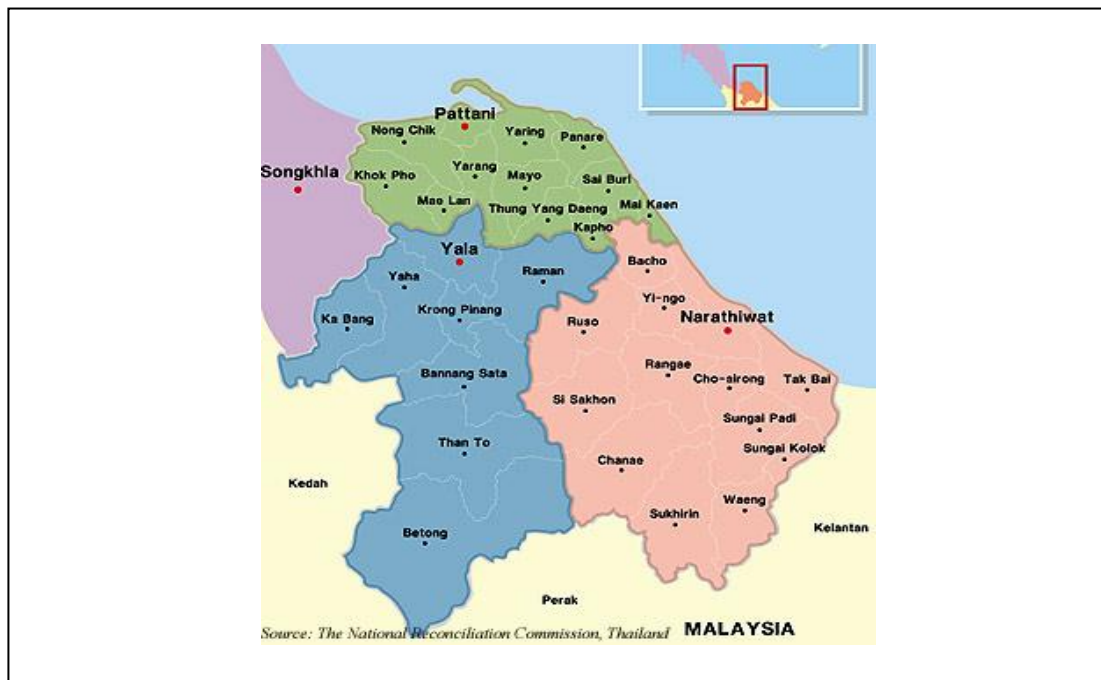 Pattani
Nong Chik
Yaring
Panare
Songkhla
Khok Pho
Yarang
Mayo
Sai Buri
Mao Lan
Thung Yang Daeng
Mai Kaen
Kapho
Yala
Yaha
Raman
Bacho
Yi-ngo
Ka Bang
Krong Pinang
Ruso
Narathiwat
Bannang Sata
Rangae
Cho-airong
Tak Bai
Si Sakhon
Sungai Padi
Than To
Sungai Kolok
Chanae
Kedah
Waeng
Sukhirin
Betong
Kelantan
Perak
Source: The National Reconciliation Commission, Thailand
MALAYSIA